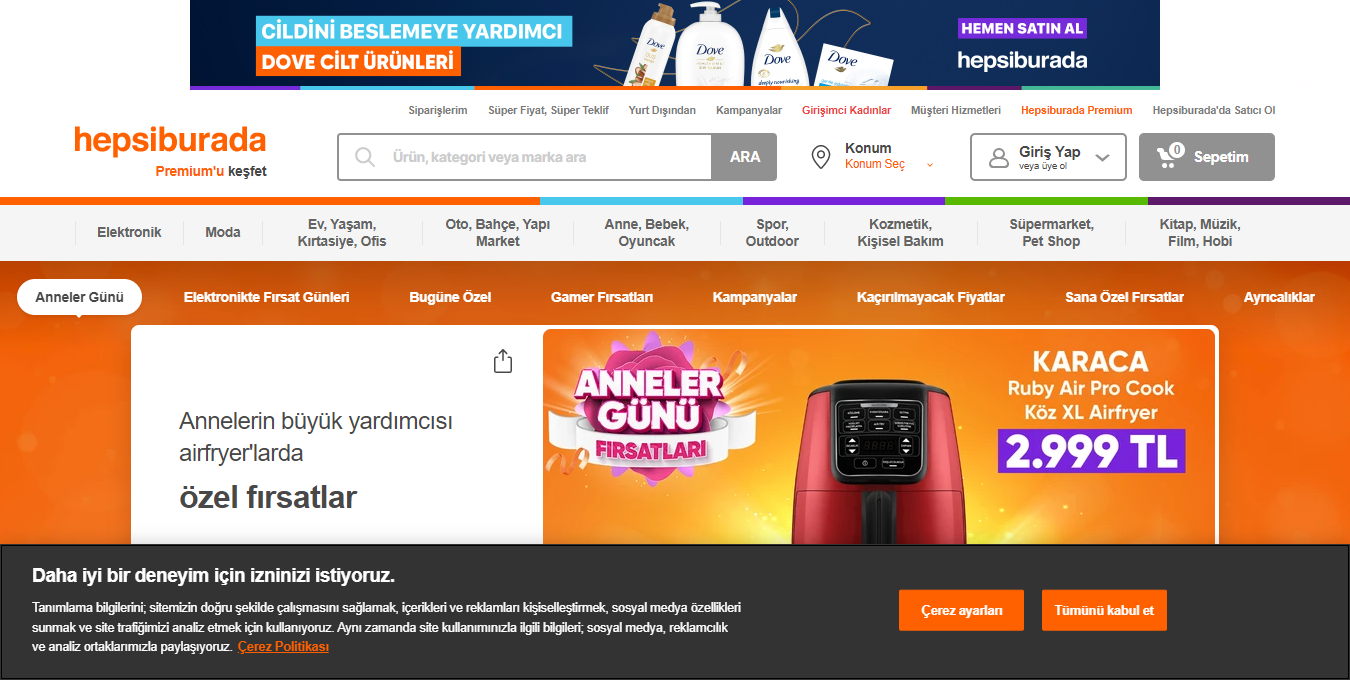 CİLDİNİ BESLEMEYE YARDIMCI
DOVE CİLT ÜRÜNLERİ
Dove
Dove
Dove
deeply nourishing
Dove
HEMEN SATIN AL
hepsiburada
Siparişlerim
Süper Fiyat, Süper Teklif
Yurt Dışından
Kampanyalar
Girişimci Kadınlar
Müşteri Hizmetleri
Hepsiburada Premium
Hepsiburada'da Satıcı Ol
hepsiburada
Premium'u keşfet
Ürün, kategori veya marka ara
ARA
Konum
Konum Seç
Giriş Yap
veya üye ol
0
Sepetim
Elektronik
Moda
Ev, Yaşam,
Kırtasiye, Ofis
Oto, Bahçe, Yapı
Market
Anne, Bebek,
Oyuncak
Spor,
Outdoor
Kozmetik,
Kişisel Bakım
Süpermarket,
Pet Shop
Kitap, Müzik,
Film, Hobi
Anneler Günü
Elektronikte Fırsat Günleri
Bugüne Özel
Gamer Fırsatları
Kampanyalar
Kaçırılmayacak Fiyatlar
Sana Özel Fırsatlar
Ayrıcalıklar
Annelerin büyük yardımcısı
airfryer'larda
özel fırsatlar
ANNELER
GÜNÜ
FIRSATLARI
KARACA
Ruby Air Pro Cook
Köz XL Airfryer
2.999 TL
Daha iyi bir deneyim için izninizi istiyoruz.
Tanımlama bilgilerini; sitemizin doğru şekilde çalışmasını sağlamak, içerikleri ve reklamları kişiselleştirmek, sosyal medya özellikleri
sunmak ve site trafiğimizi analiz etmek için kullanıyoruz. Aynı zamanda site kullanımınızla ilgili bilgileri; sosyal medya, reklamcılık
ve analiz ortaklarımızla paylaşıyoruz. Çerez Politikası
Çerez ayarları
Tümünü kabul et